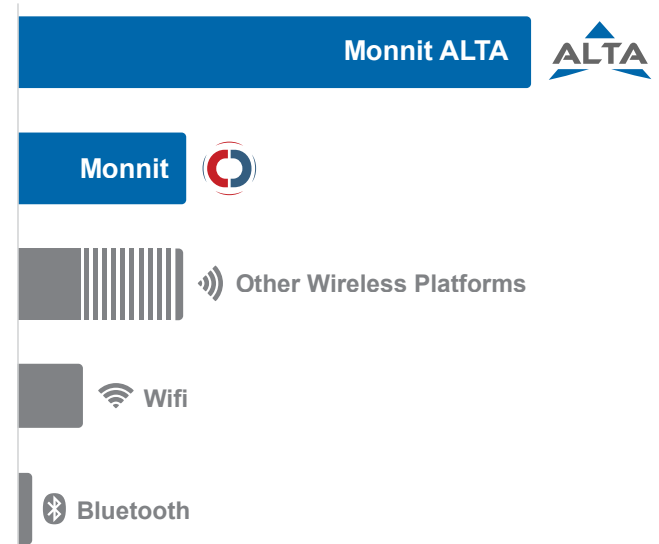 Monnit ALTA
ALTA
Monnit
Other Wireless Platforms
Wifi
Bluetooth